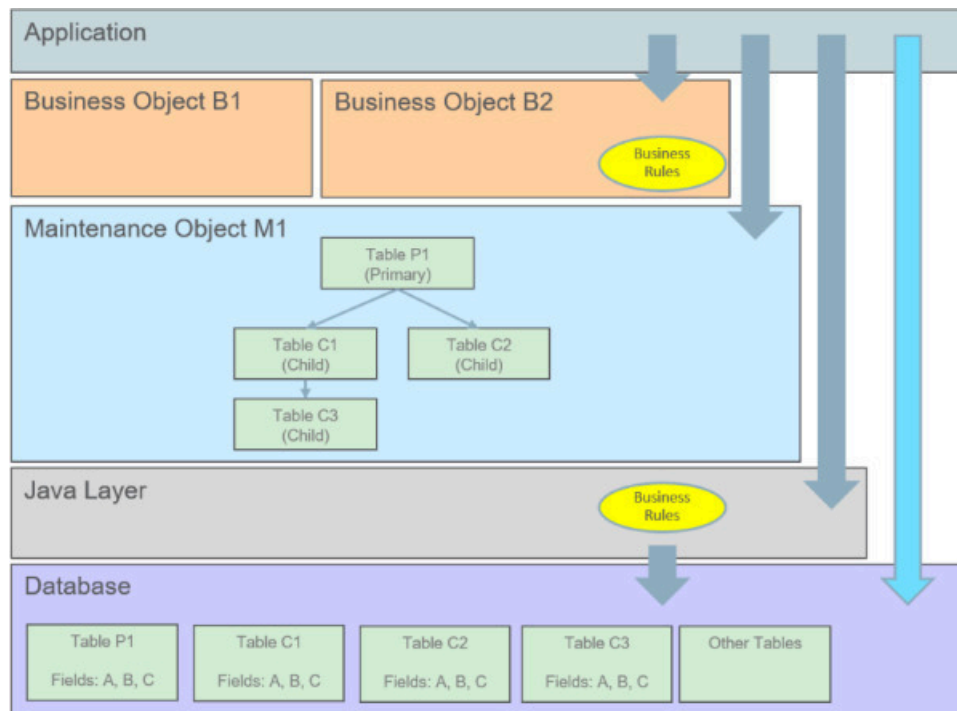 Application
Business Object B1
Business Object B2
Business
Rules
Maintenance Object M1
Table P1
(Primary)
Table C1
(Child)
Table C2
(Child)
Table C3
(Child)
Java Layer
Business
Rules
Database
Table P1
Fields: A, B, C
Table C1
Fields: A, B, C
Table C2
Fields: A, B, C
Table C3
Fields: A, B, C
Other Tables